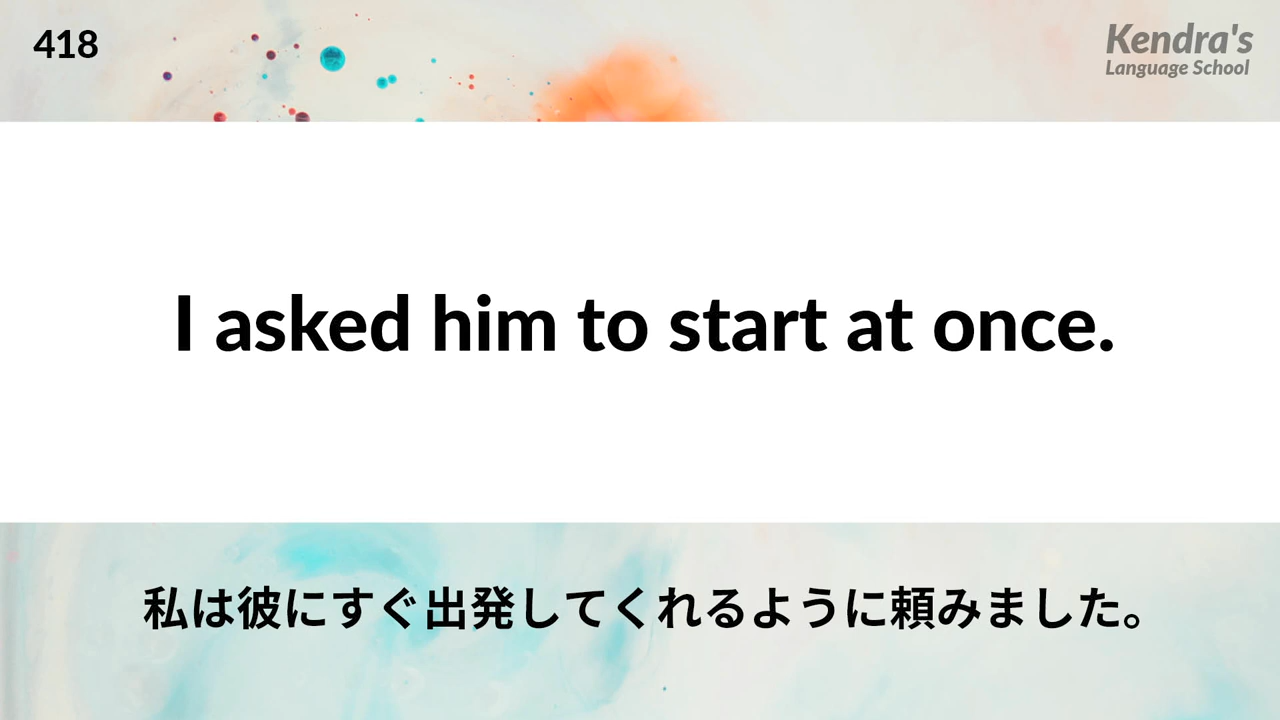 418
Kendra's
Language School
I asked him to start at once.
私は彼にすぐ出発してくれるように頼みました。